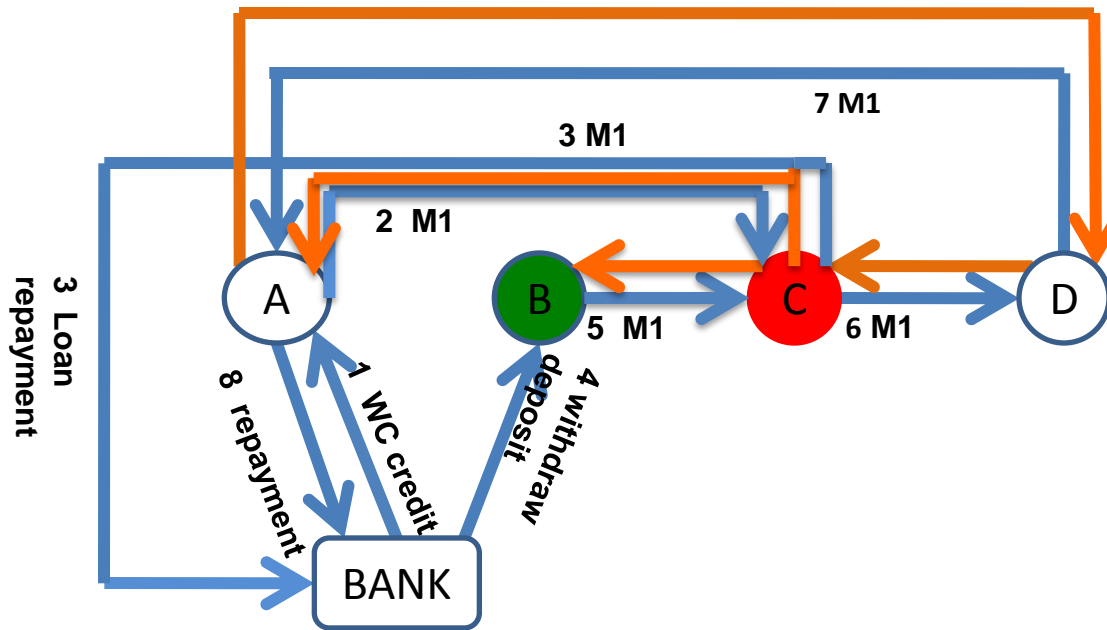 7 M1
3 M1
2 M1
A
B
C
D
5 M1
6 M1
3 Loan
repayment
8 repayment
1 WC credit
4 withdraw
deposit
BANK